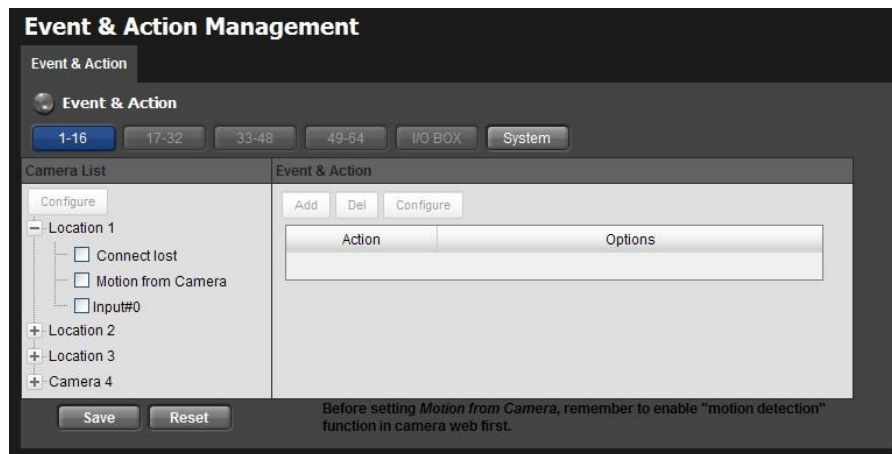 Event & Action Management
Event & Action
Event & Action
1-16 17-32 33-48 49-64 I/O BOX System
Camera List Event & Action
Configure Add Del Configure
Location 1
Action Options
Connect lost
Motion from Camera
Input#0
Location 2
Location 3
Camera 4
Save Reset
Before setting Motion from Camera, remember to enable "motion detection"
function in camera web first.